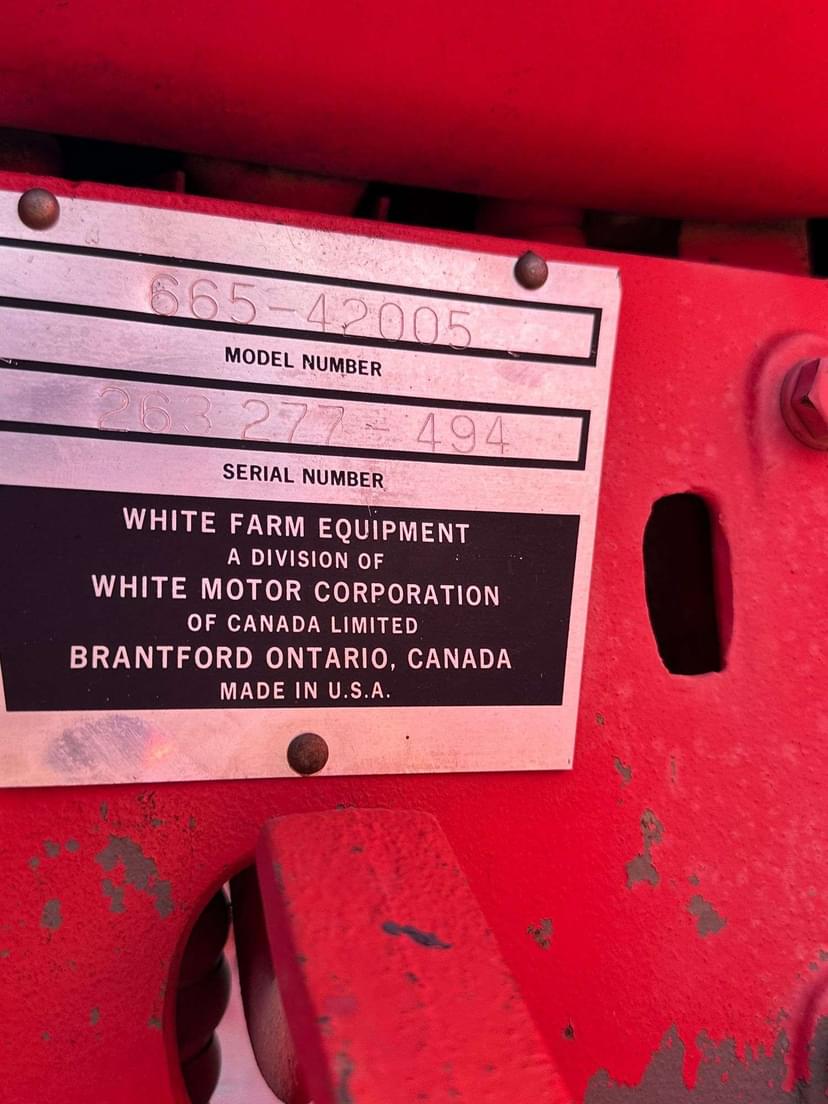 665-42005
MODEL NUMBER
263 277 - 494
SERIAL NUMBER
WHITE FARM EQUIPMENT
A DIVISION OF
WHITE MOTOR CORPORATION
OF CANADA LIMITED
BRANTFORD ONTARIO, CANADA
MADE IN U.S.A.